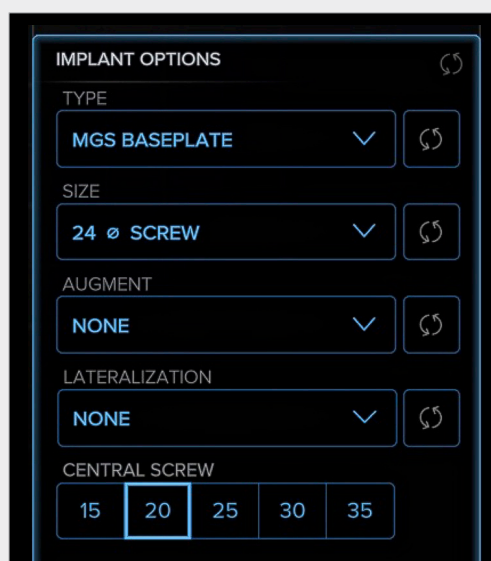 IMPLANT OPTIONS
TYPE
MGS BASEPLATE
SIZE
24 ⌀ SCREW
AUGMENT
NONE
LATERALIZATION
NONE
CENTRAL SCREW
15 20 25 30 35